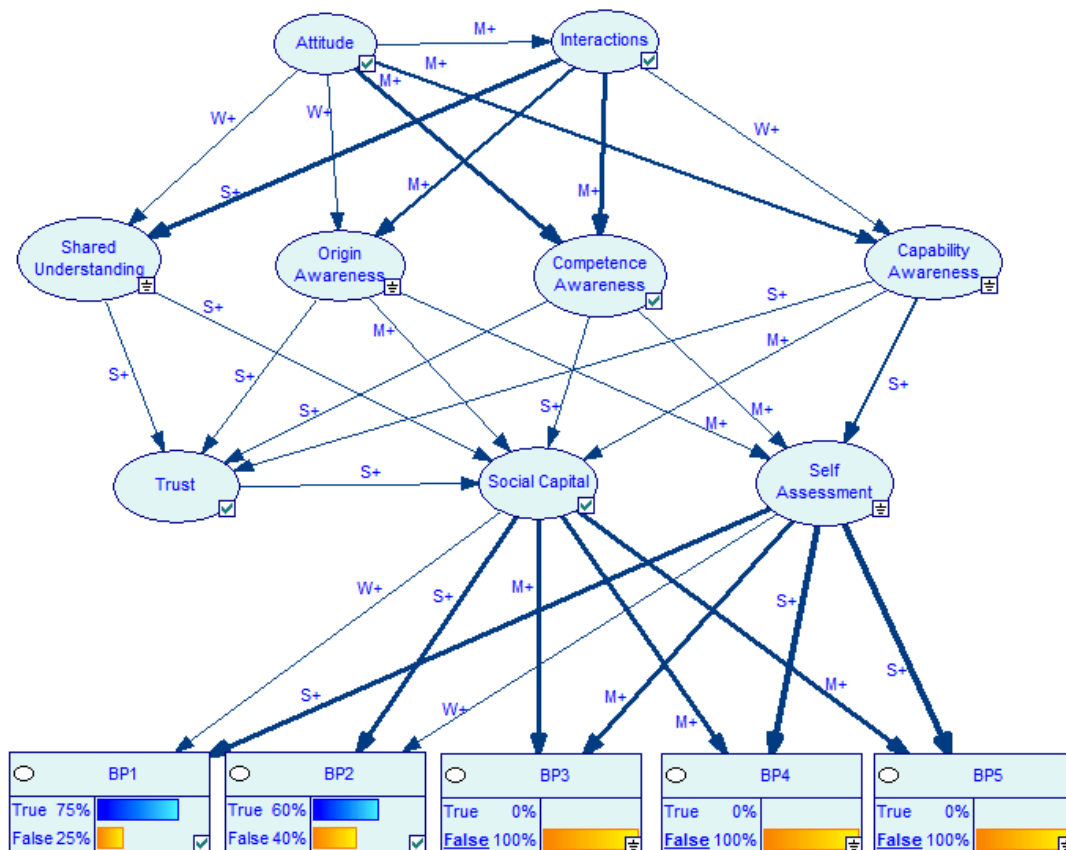 M+
Attitude
Interactions
M+
M+
W+
W+
W+
S+
M+
M+
Shared
Understanding
Origin
Awareness
Competence
Awareness
Capability
Awareness
S+
S+
M+
M+
S+
S+
S+
S+
M+
M+
S+
Trust
S+
Social Capital
Self
Assessment
W+
S+
M+
S+
S+
M+
S+
W+
M+
M+
BP1
BP2
BP3
BP4
BP5
True 75%
True 60%
True 0%
True 0%
True 0%
False 25%
False 40%
False 100%
False 100%
False 100%